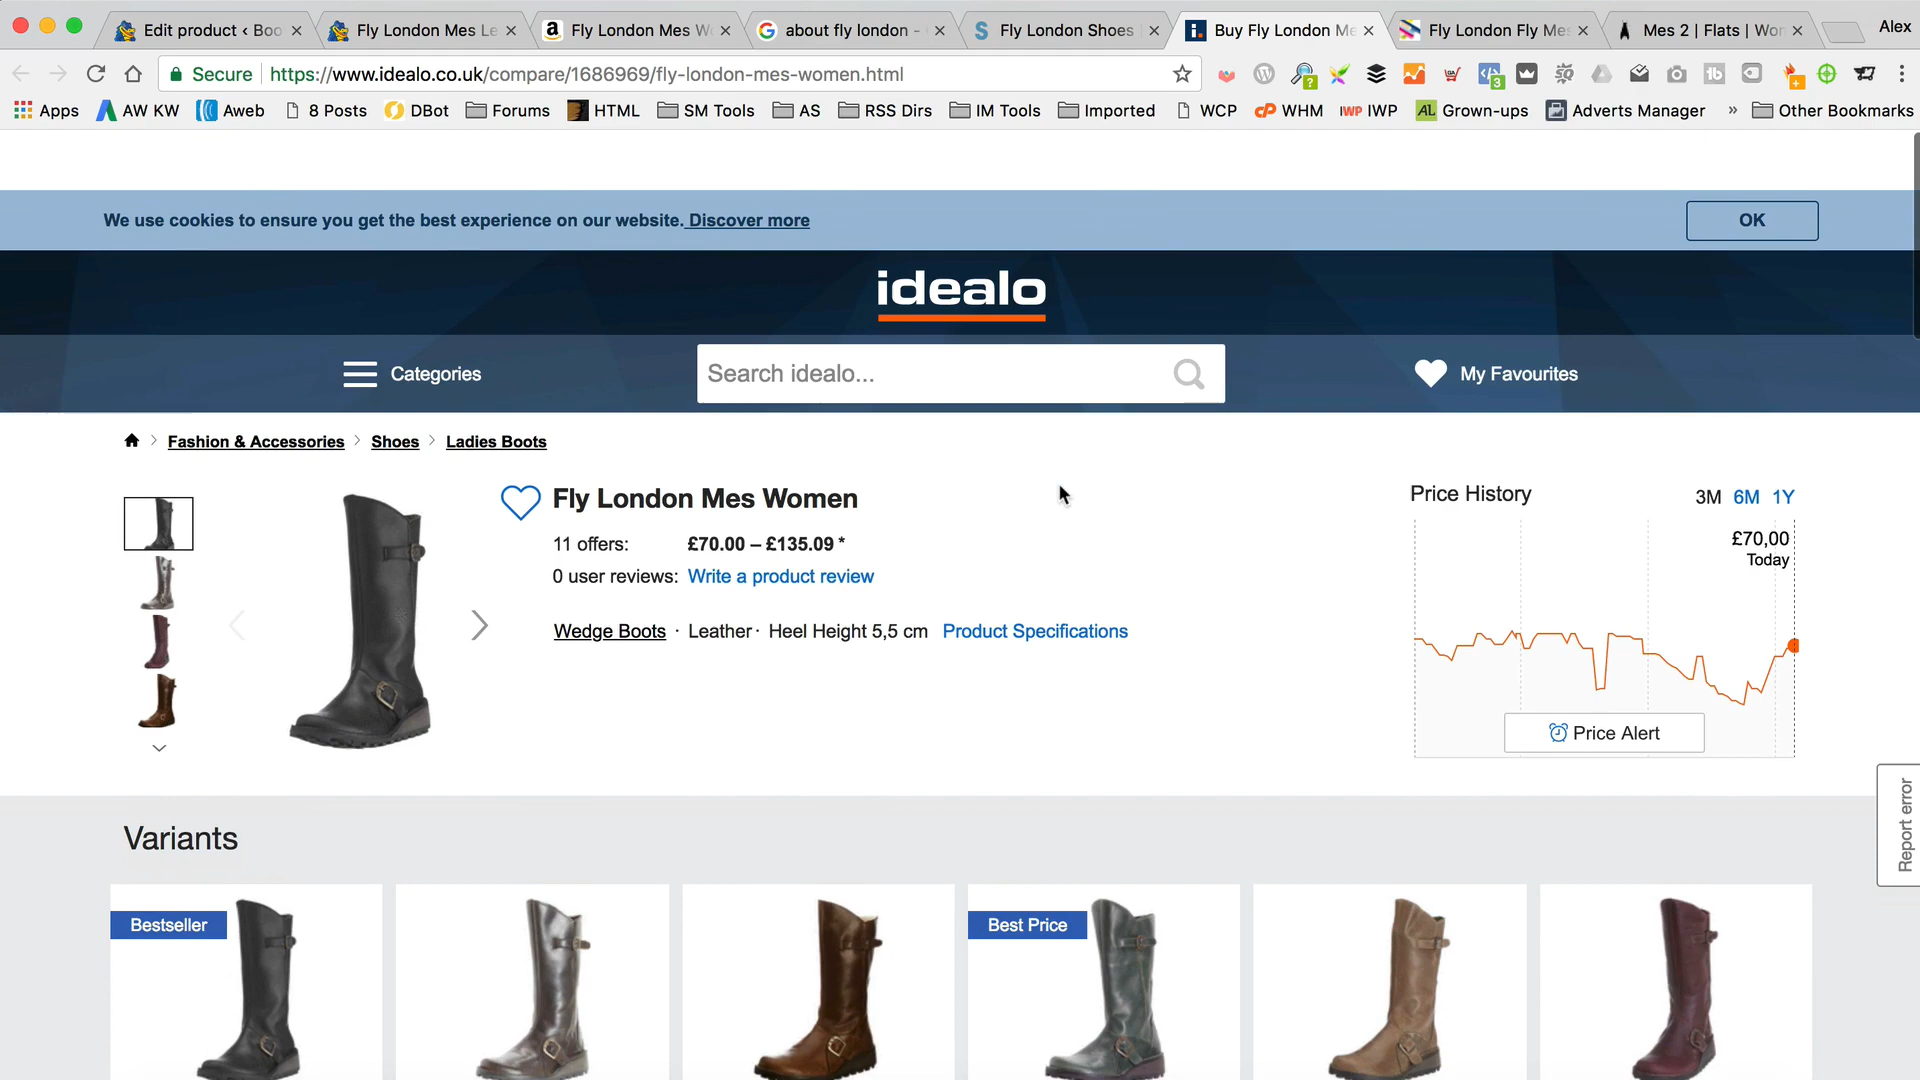 Edit product ‹ Boo
Fly London Mes Le
Fly London Mes W
about fly london -
Fly London Shoes
Buy Fly London Me
Fly London Fly Mes
Mes 2 | Flats | Wor
Alex
Secure
https://www.idealo.co.uk/compare/1686969/fly-london-mes-women.html
Apps
AW KW
Aweb
8 Posts
DBot
Forums
HTML
SM Tools
AS
RSS Dirs
IM Tools
Imported
WCP
WHM
IWP IWP
AL Grown-ups
Adverts Manager
»
Other Bookmarks
We use cookies to ensure you get the best experience on our website. Discover more
OK
idealo
Categories
Search idealo...
My Favourites
Fashion & Accessories
Shoes
Ladies Boots
Fly London Mes Women
11 offers: £70.00 – £135.09 *
0 user reviews: Write a product review
Wedge Boots · Leather · Heel Height 5,5 cm Product Specifications
Price History
3M 6M 1Y
£70,00
Today
Price Alert
Report error
Variants
Bestseller
Best Price